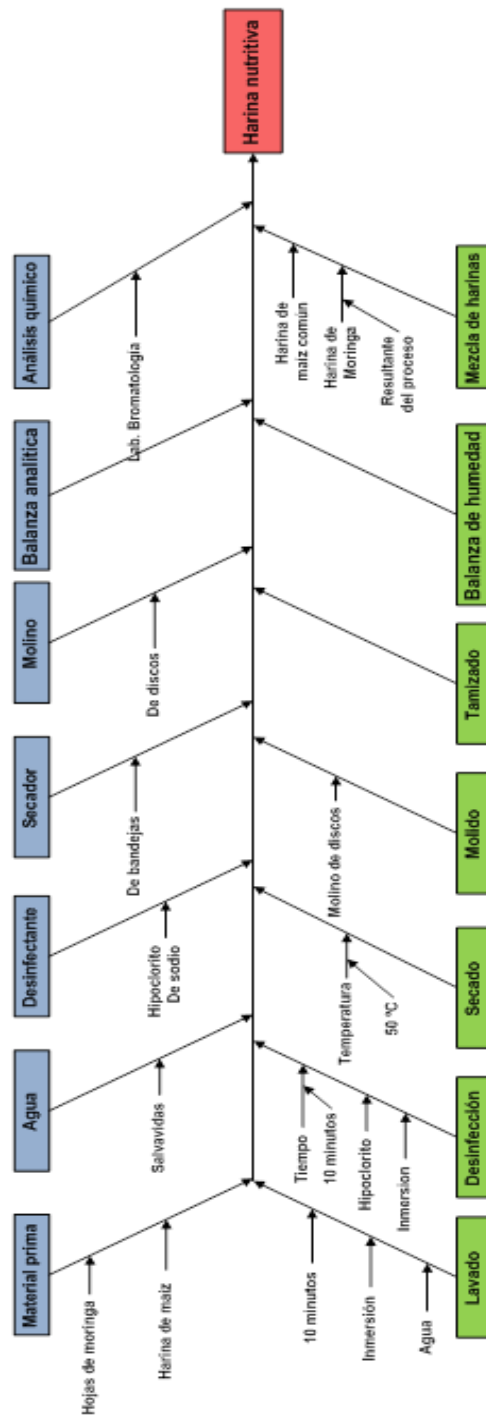 Material prima
Hojas de moringa
Harina de maiz
Agua
Salvavidas
Desinfectante
Hipoclorito
De sodio
Secador
De bandejas
Molino
De discos
Balanza analítica
Análisis químico
Lab. Bromatología
Harina nutritiva
Lavado
10 minutos
Inmersión
Agua
Desinfección
Tiempo
10 minutos
Hipoclorito
Inmersion
Secado
Temperatura
50 ºC
Molido
Molino de discos
Tamizado
Balanza de humedad
Mezcla de harinas
Harina de
maiz común
Harina de
Moringa
Resultante
del proceso